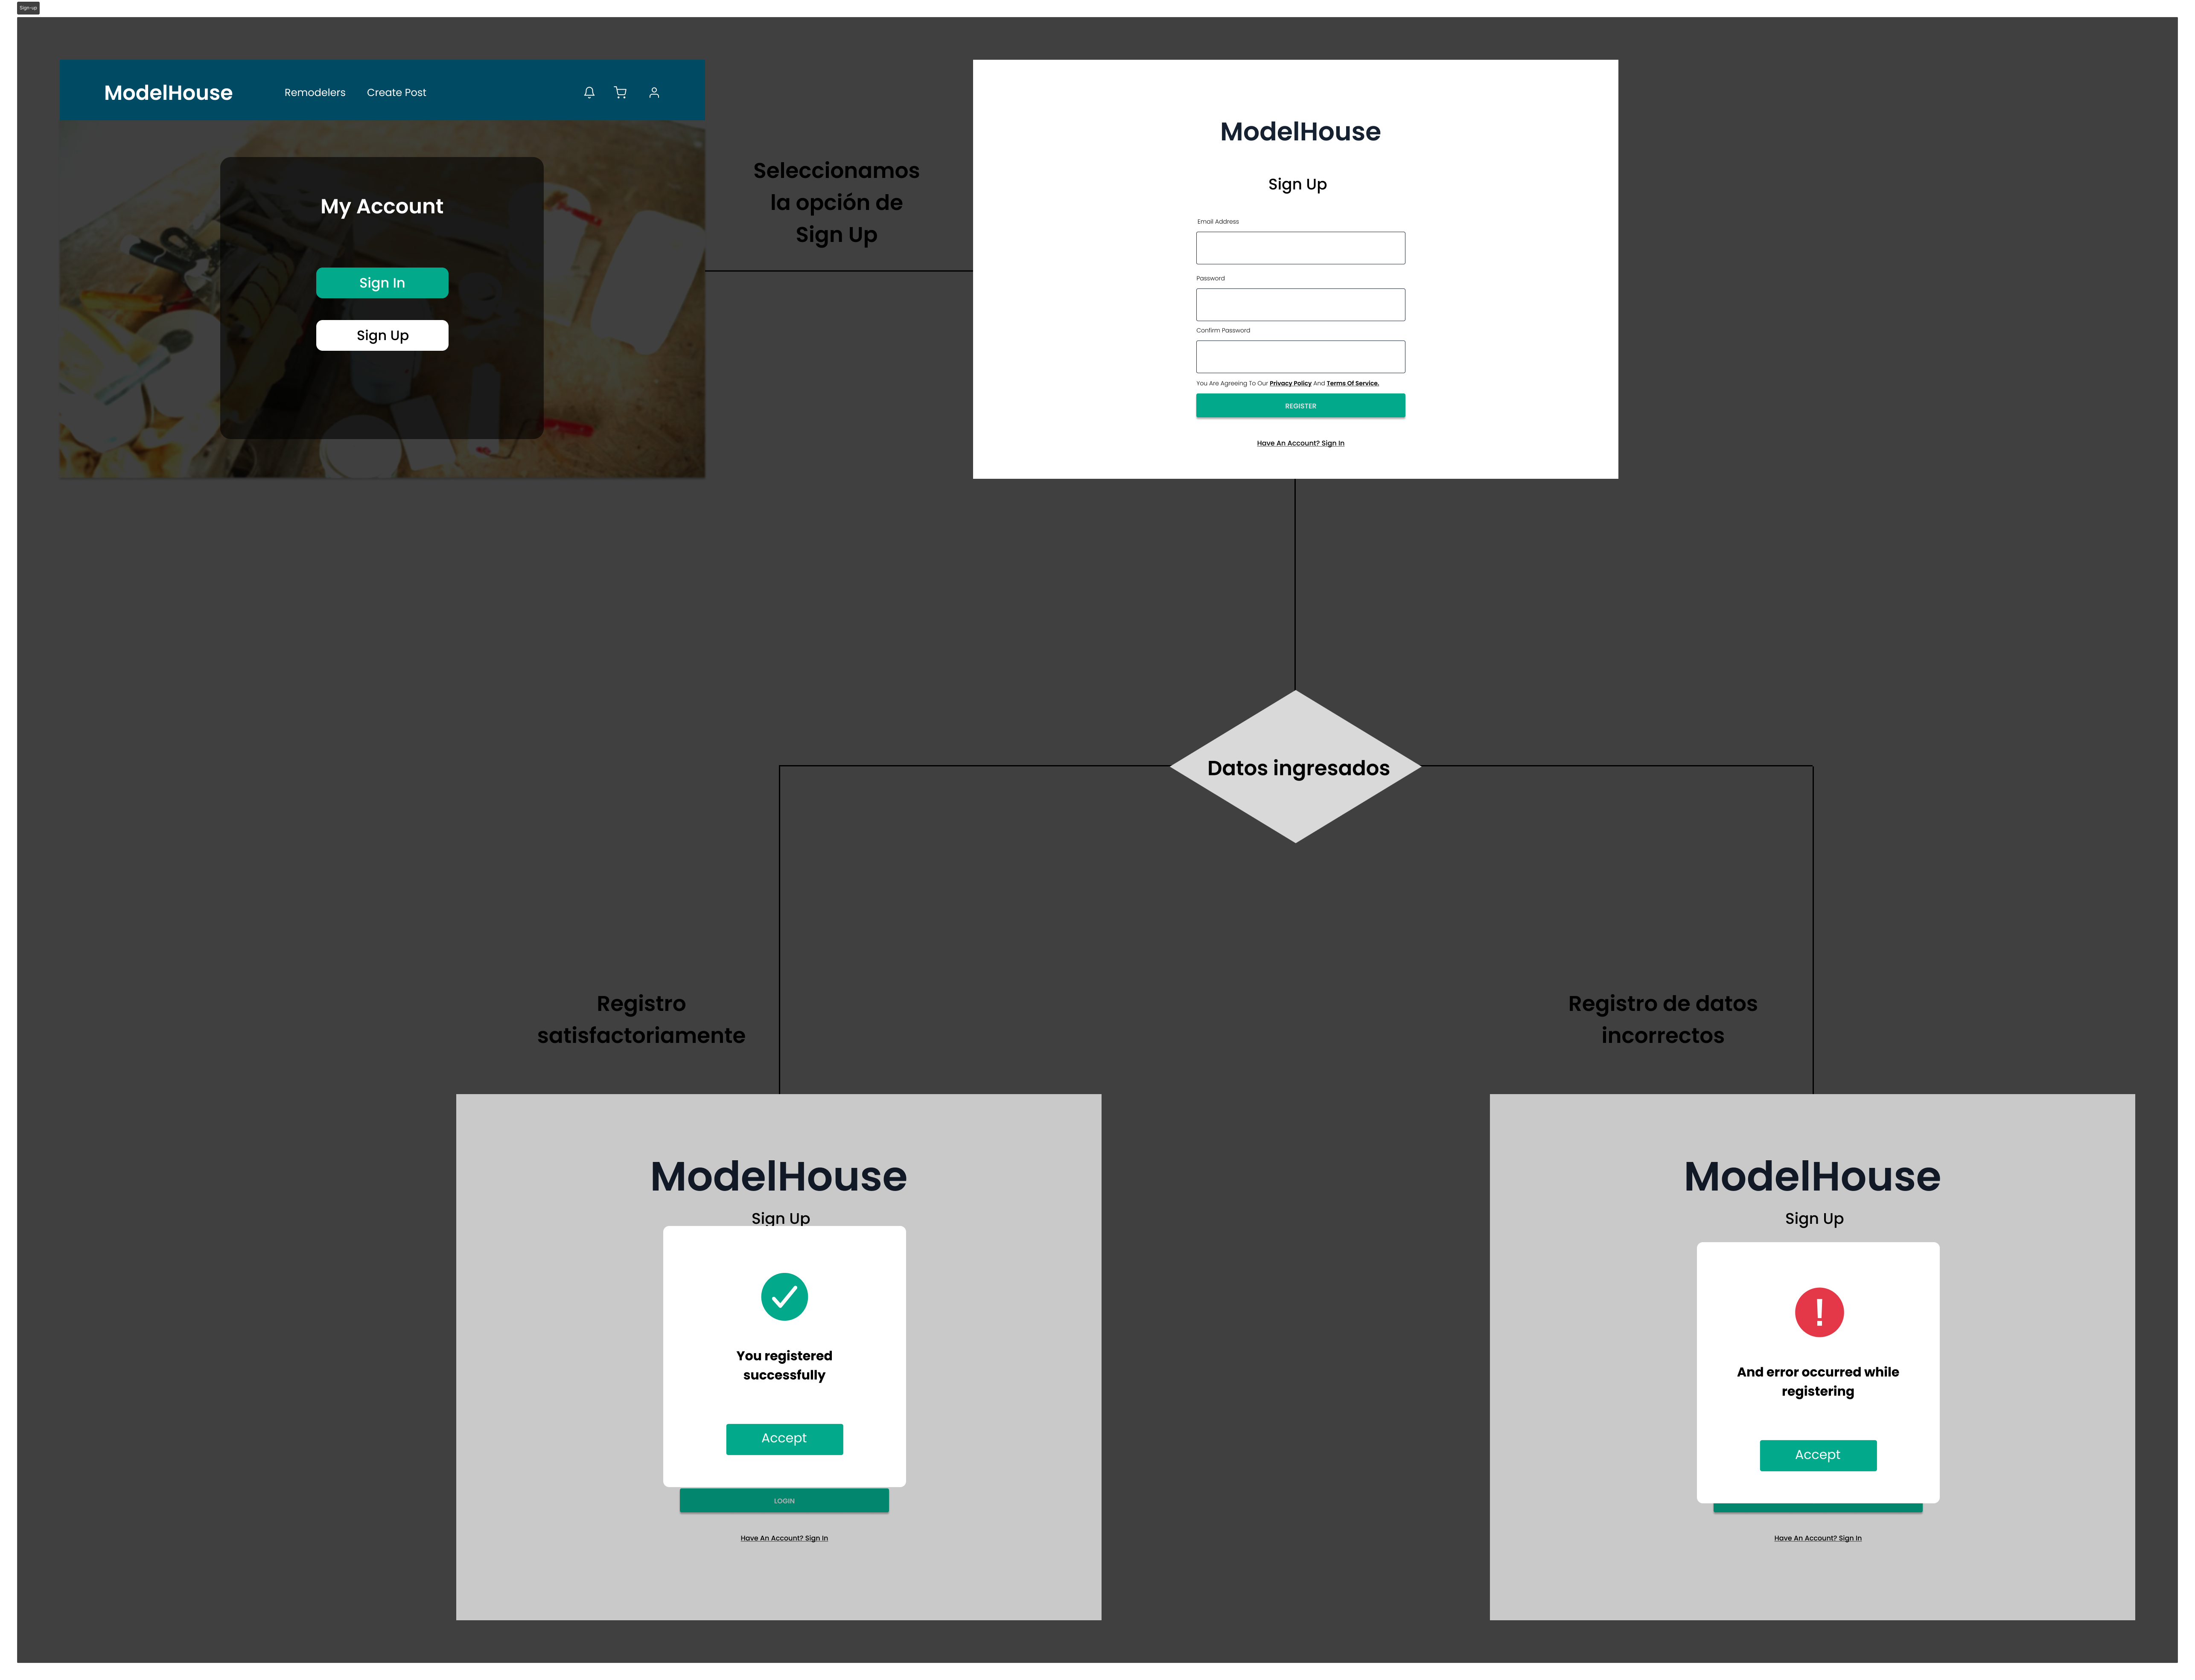 Sign-up
ModelHouse
Remodelers
Create Post
My Account
Sign In
Sign Up
Seleccionamos
la opción de
Sign Up
ModelHouse
Sign Up
Email Address
Password
Confirm Password
You Are Agreeing To Our Privacy Policy And Terms Of Service.
REGISTER
Have An Account? Sign In
Datos ingresados
Registro
satisfactoriamente
Registro de datos
incorrectos
ModelHouse
Sign Up
You registered
successfully
Accept
LOGIN
Have An Account? Sign In
ModelHouse
Sign Up
And error occurred while
registering
Accept
Have An Account? Sign In